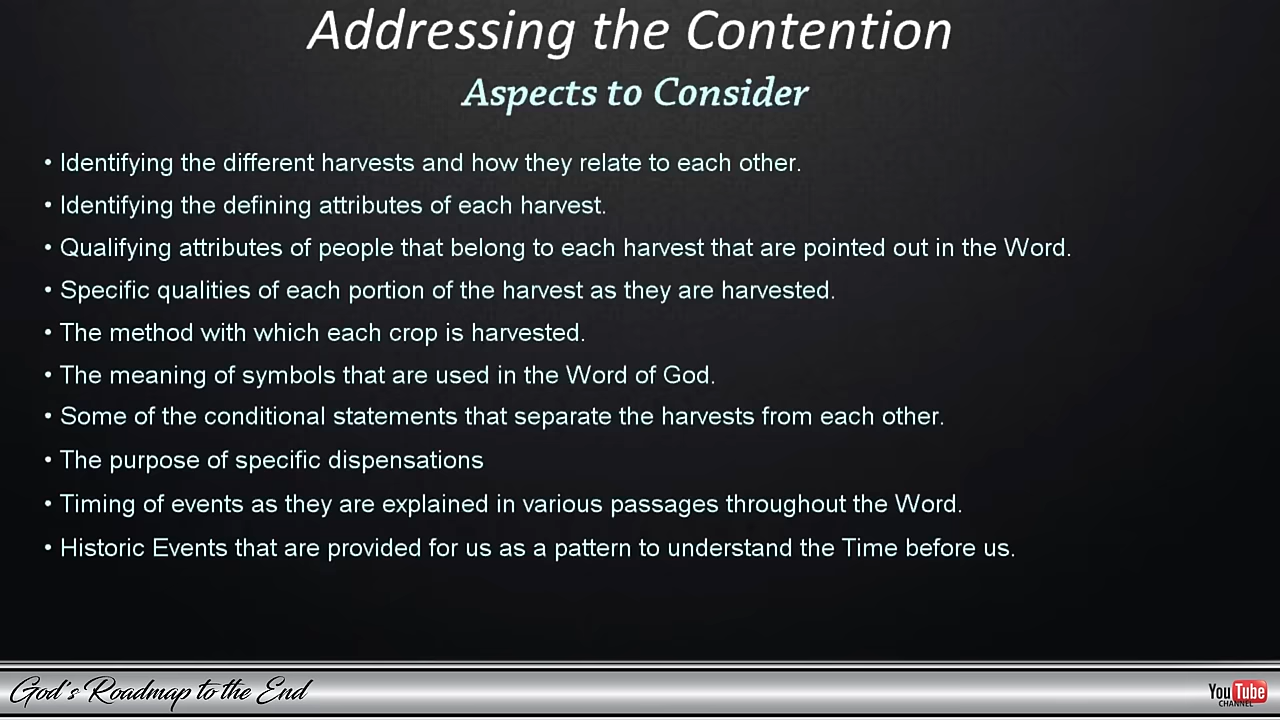 Addressing the Contention
Aspects to Consider
• Identifying the different harvests and how they relate to each other.
• Identifying the defining attributes of each harvest.
• Qualifying attributes of people that belong to each harvest that are pointed out in the Word.
• Specific qualities of each portion of the harvest as they are harvested.
• The method with which each crop is harvested.
• The meaning of symbols that are used in the Word of God.
• Some of the conditional statements that separate the harvests from each other.
• The purpose of specific dispensations
• Timing of events as they are explained in various passages throughout the Word.
• Historic Events that are provided for us as a pattern to understand the Time before us.
God's Roadmap to the End
YouTube
CHANNEL